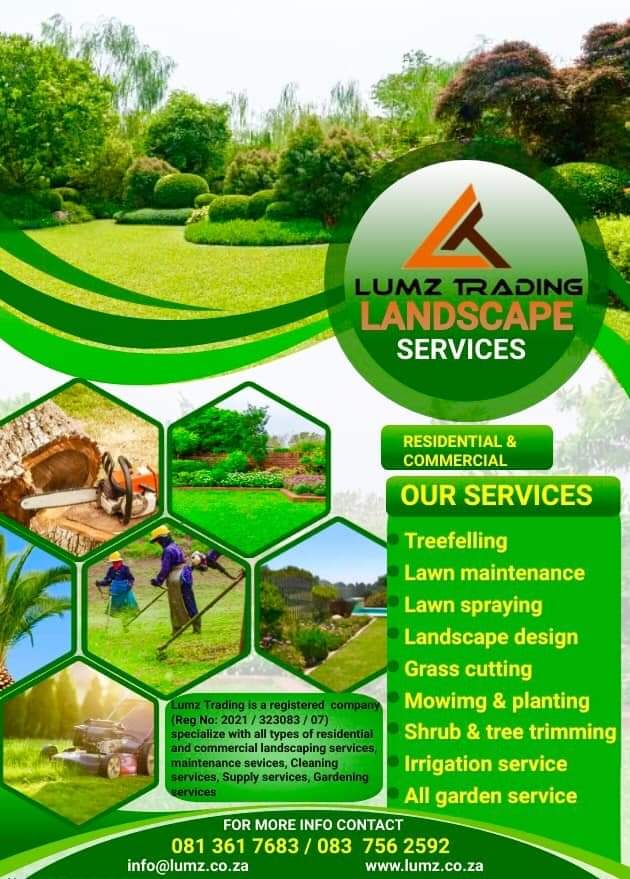 LUMZ TRADING
LANDSCAPE
SERVICES
RESIDENTIAL &
COMMERCIAL
OUR SERVICES
Treefelling
Lawn maintenance
Lawn spraying
Landscape design
Grass cutting
Mowimg & planting
Shrub & tree trimming
Irrigation service
All garden service
Lumz Trading is a registered company
(Reg No: 2021 / 323083 / 07)
specialize with all types of residential
and commercial landscaping services,
maintenance sevices, Cleaning
services, Supply services, Gardening
services
FOR MORE INFO CONTACT
081 361 7683 / 083 756 2592
info@lumz.co.za www.lumz.co.za